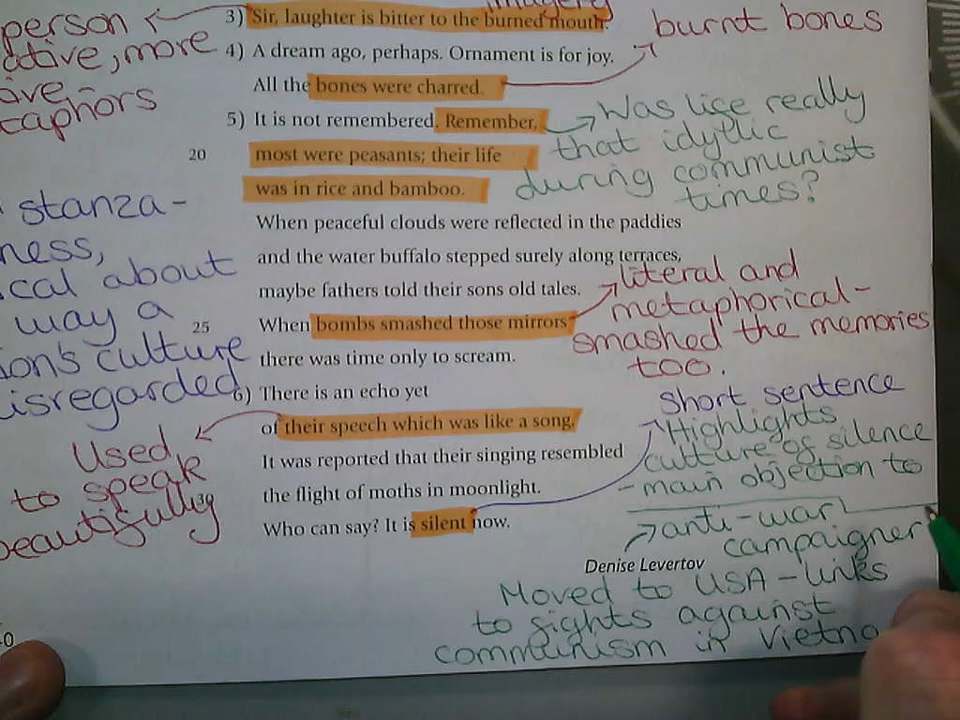 imagery
person
ative, more
ive
taphors
3) Sir, laughter is bitter to the burned mouth.
4) A dream ago, perhaps. Ornament is for joy.
All the bones were charred.
burnt bones
5) It is not remembered. Remember,
20 most were peasants; their life
was in rice and bamboo.
Was life really
that idyllic
during communist
times?
When peaceful clouds were reflected in the paddies
and the water buffalo stepped surely along terraces,
maybe fathers told their sons old tales.
25 When bombs smashed those mirrors
there was time only to scream.
literal and
metaphorical -
smashed the memories
too.
stanza -
ness,
cal about
way a
ion's culture
isregarded
6) There is an echo yet
of their speech which was like a song.
It was reported that their singing resembled
30 the flight of moths in moonlight.
Who can say? It is silent now.
Used
to speak
beautifully
Short sentence
Highlights
culture of silence
- main objection to
anti-war
campaigner
Denise Levertov
Moved to USA - links
to fights against
communism in Vietna